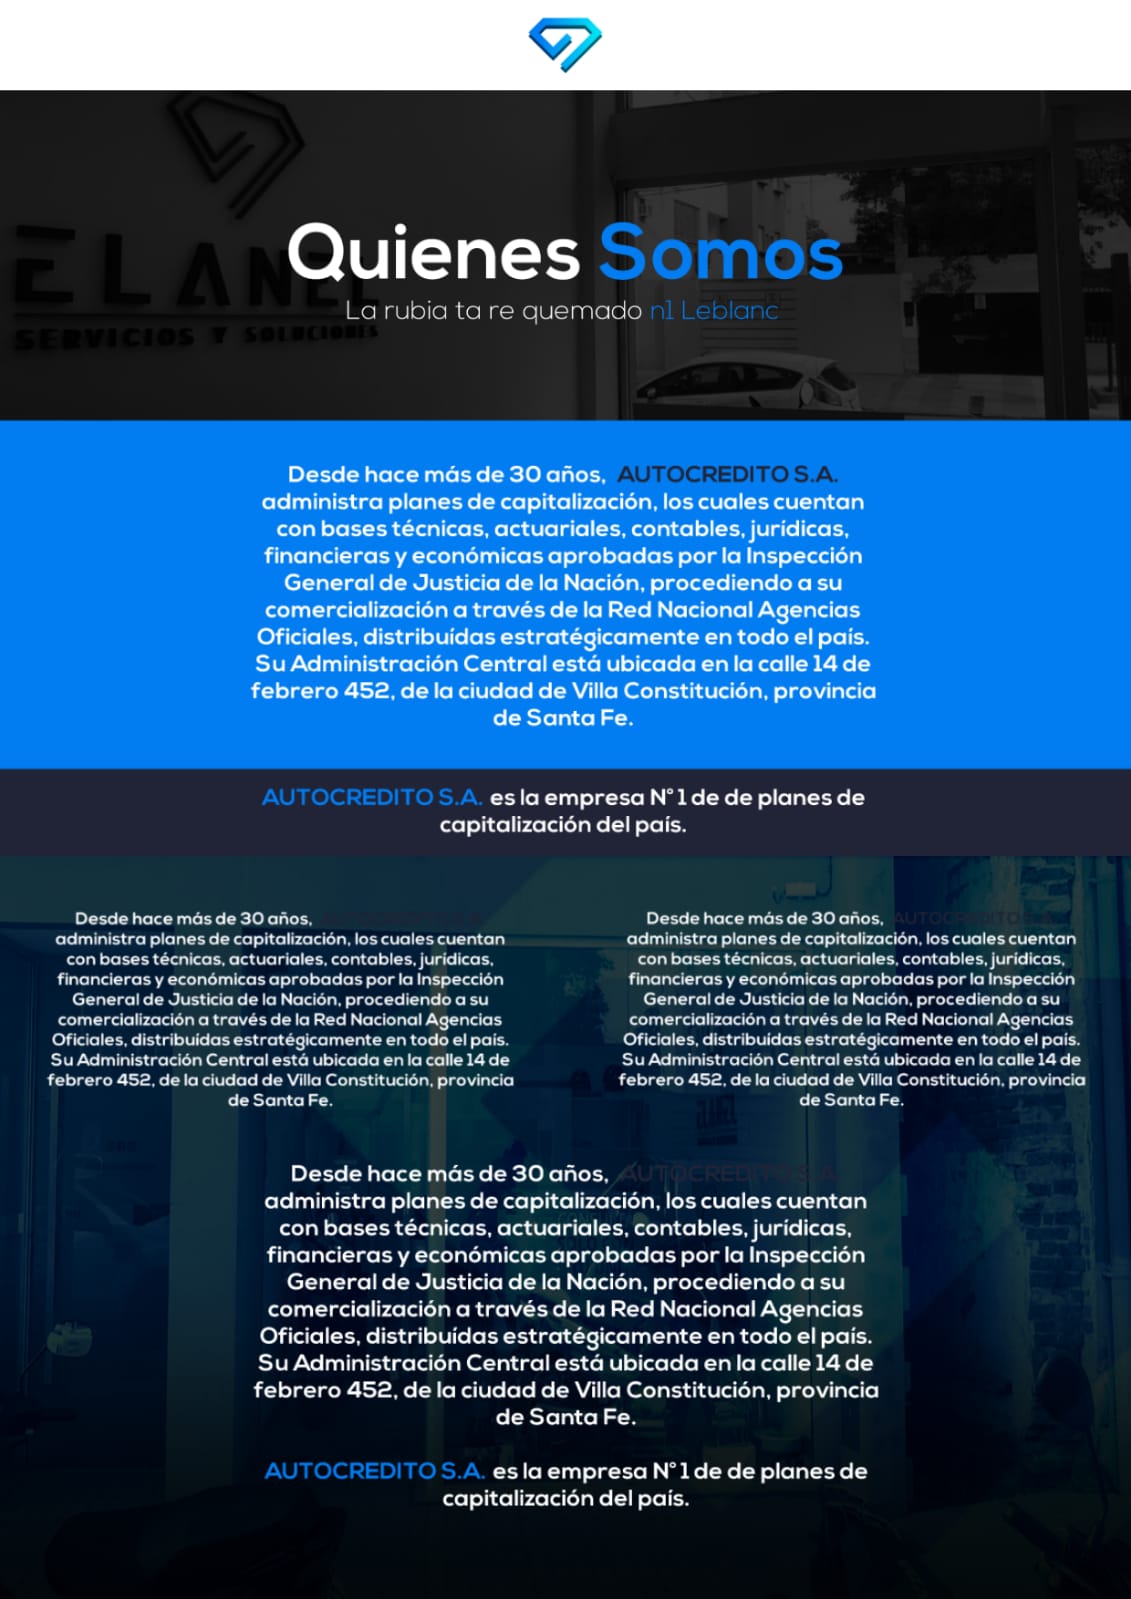 ELANEL
SERVICIOS Y SOLUCIONES
Quienes Somos
La rubia ta re quemado n1 Leblanc
Desde hace más de 30 años, AUTOCREDITO S.A.
administra planes de capitalización, los cuales cuentan
con bases técnicas, actuariales, contables, jurídicas,
financieras y económicas aprobadas por la Inspección
General de Justicia de la Nación, procediendo a su
comercialización a través de la Red Nacional Agencias
Oficiales, distribuídas estratégicamente en todo el país.
Su Administración Central está ubicada en la calle 14 de
febrero 452, de la ciudad de Villa Constitución, provincia
de Santa Fe.
AUTOCREDITO S.A. es la empresa N°1 de de planes de
capitalización del país.
Desde hace más de 30 años, AUTOCREDITO S.A.
administra planes de capitalización, los cuales cuentan
con bases técnicas, actuariales, contables, jurídicas,
financieras y económicas aprobadas por la Inspección
General de Justicia de la Nación, procediendo a su
comercialización a través de la Red Nacional Agencias
Oficiales, distribuídas estratégicamente en todo el país.
Su Administración Central está ubicada en la calle 14 de
febrero 452, de la ciudad de Villa Constitución, provincia
de Santa Fe.
Desde hace más de 30 años, AUTOCREDITO S.A.
administra planes de capitalización, los cuales cuentan
con bases técnicas, actuariales, contables, jurídicas,
financieras y económicas aprobadas por la Inspección
General de Justicia de la Nación, procediendo a su
comercialización a través de la Red Nacional Agencias
Oficiales, distribuídas estratégicamente en todo el país.
Su Administración Central está ubicada en la calle 14 de
febrero 452, de la ciudad de Villa Constitución, provincia
de Santa Fe.
ELANEL
Desde hace más de 30 años, AUTOCREDITO S.A.
administra planes de capitalización, los cuales cuentan
con bases técnicas, actuariales, contables, jurídicas,
financieras y económicas aprobadas por la Inspección
General de Justicia de la Nación, procediendo a su
comercialización a través de la Red Nacional Agencias
Oficiales, distribuídas estratégicamente en todo el país.
Su Administración Central está ubicada en la calle 14 de
febrero 452, de la ciudad de Villa Constitución, provincia
de Santa Fe.
AUTOCREDITO S.A. es la empresa N°1 de de planes de
capitalización del país.